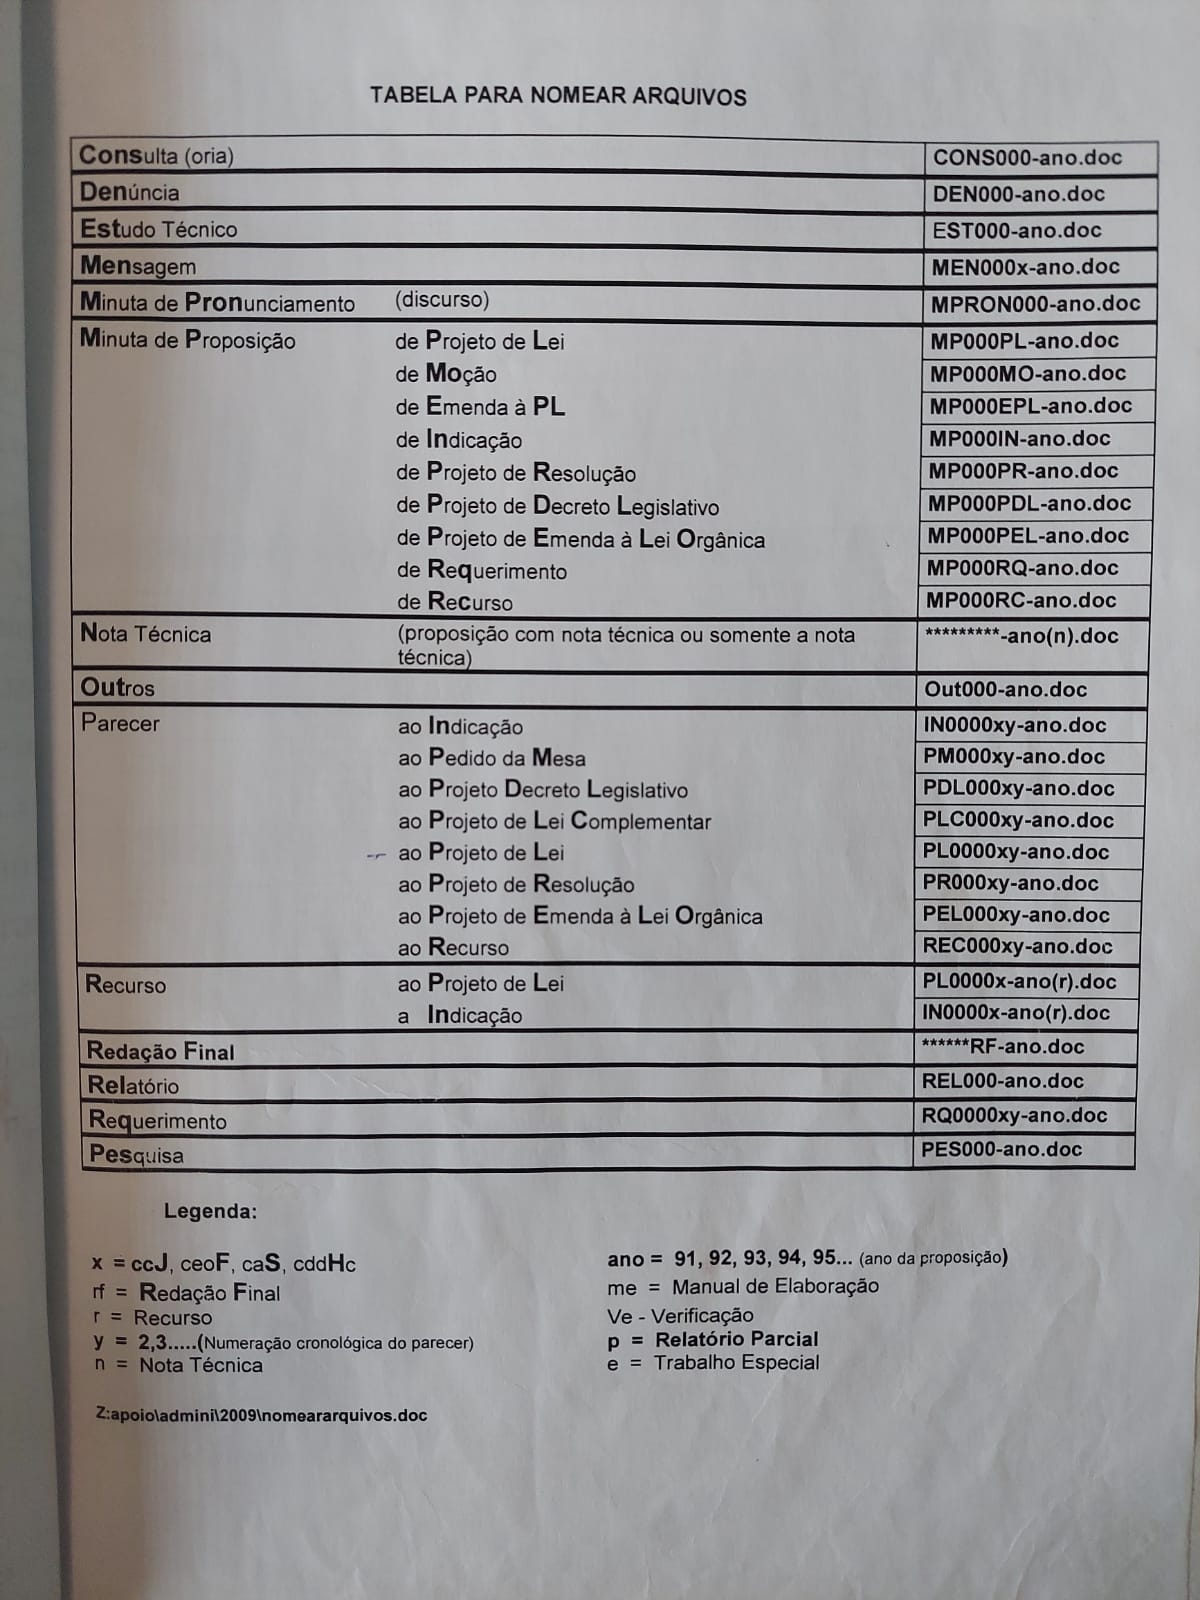 TABELA PARA NOMEAR ARQUIVOS
Consulta (oria) CONS000-ano.doc
Denúncia DEN000-ano.doc
Estudo Técnico EST000-ano.doc
Mensagem MEN000x-ano.doc
Minuta de Pronunciamento (discurso) MPRON000-ano.doc
Minuta de Proposição de Projeto de Lei MP000PL-ano.doc
de Moção MP000MO-ano.doc
de Emenda à PL MP000EPL-ano.doc
de Indicação MP000IN-ano.doc
de Projeto de Resolução MP000PR-ano.doc
de Projeto de Decreto Legislativo MP000PDL-ano.doc
de Projeto de Emenda à Lei Orgânica MP000PEL-ano.doc
de Requerimento MP000RQ-ano.doc
de ReCurso MP000RC-ano.doc
Nota Técnica (proposição com nota técnica ou somente a nota *********-ano(n).doc
técnica)
Outros Out000-ano.doc
Parecer ao Indicação IN0000xy-ano.doc
ao Pedido da Mesa PM000xy-ano.doc
ao Projeto Decreto Legislativo PDL000xy-ano.doc
ao Projeto de Lei Complementar PLC000xy-ano.doc
ao Projeto de Lei PL0000xy-ano.doc
ao Projeto de Resolução PR000xy-ano.doc
ao Projeto de Emenda à Lei Orgânica PEL000xy-ano.doc
ao Recurso REC000xy-ano.doc
Recurso ao Projeto de Lei PL0000x-ano(r).doc
a Indicação IN0000x-ano(r).doc
Redação Final ******RF-ano.doc
Relatório REL000-ano.doc
Requerimento RQ0000xy-ano.doc
Pesquisa PES000-ano.doc
Legenda:
x = ccJ, ceoF, caS, cddHc
rf = Redação Final
r = Recurso
y = 2,3.....(Numeração cronológica do parecer)
n = Nota Técnica
ano = 91, 92, 93, 94, 95... (ano da proposição)
me = Manual de Elaboração
Ve - Verificação
p = Relatório Parcial
e = Trabalho Especial
Z:apoio\admini\2009\nomeararquivos.doc